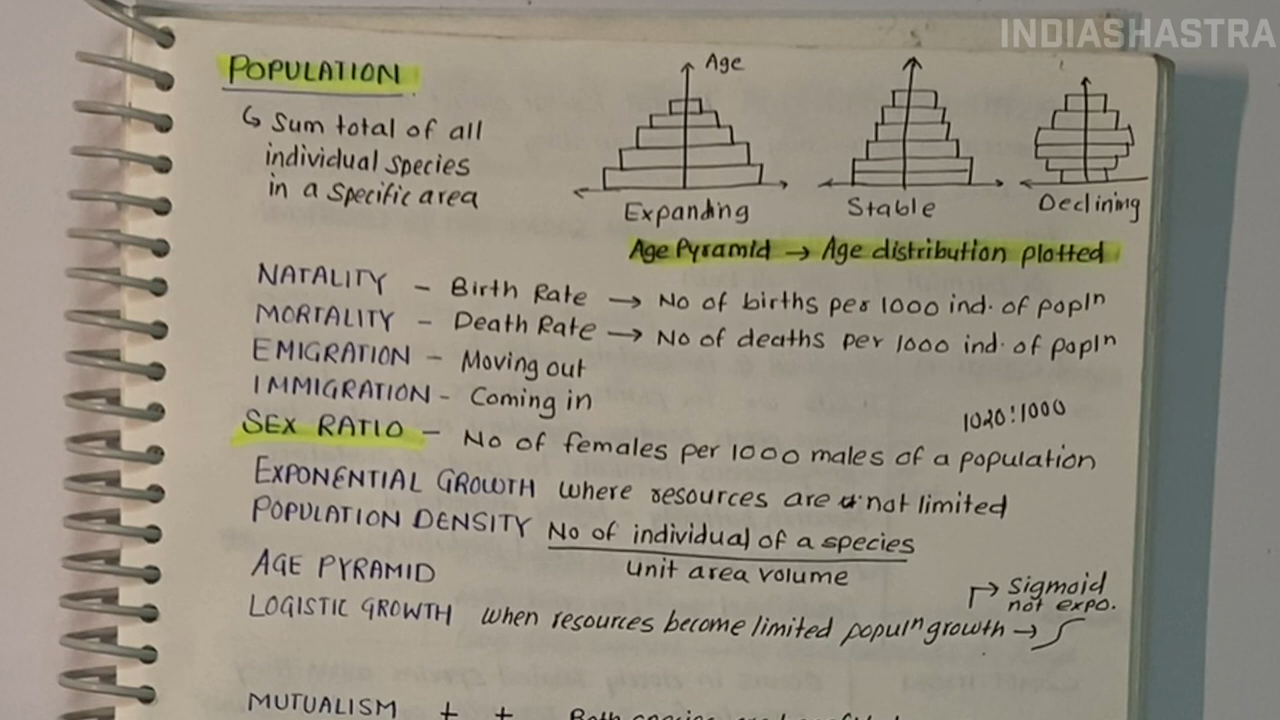 INDIASHASTRA
POPULATION
↳ Sum total of all
individual species
in a specific area
Age
Expanding
Stable
Declining
Age Pyramid → Age distribution plotted
NATALITY – Birth Rate → No of births per 1000 ind. of popln
MORTALITY – Death Rate → No of deaths per 1000 ind. of popln
EMIGRATION – Moving out
IMMIGRATION - Coming in
1020:1000
SEX RATIO – No of females per 1000 males of a population
EXPONENTIAL GROWTH where resources are not limited
POPULATION DENSITY No of individual of a species
unit area volume
AGE PYRAMID
↱ Sigmoid
not expo.
LOGISTIC GROWTH when resources become limited populn growth →
MUTUALISM + + Both